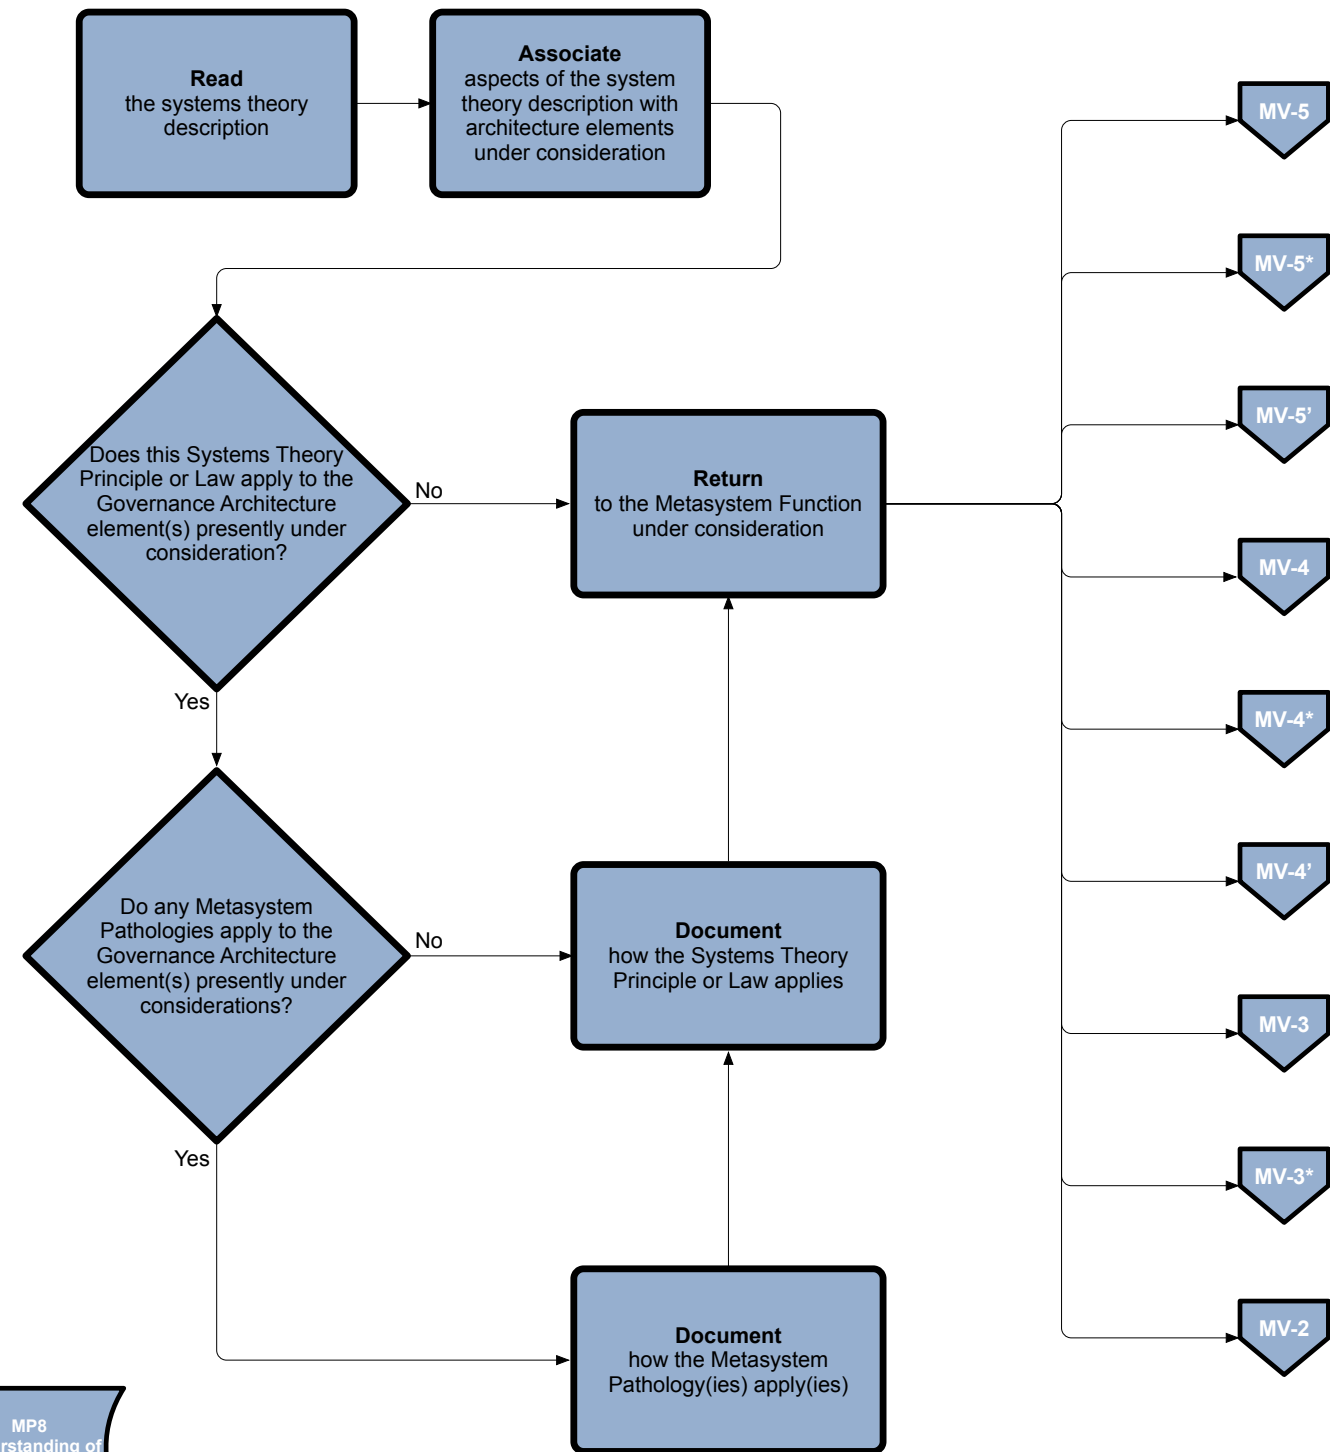 Read
the systems theory
description
Associate
aspects of the system
theory description with
architecture elements
under consideration
Does this Systems Theory
Principle or Law apply to the
Governance Architecture
element(s) presently under
consideration?
No
Yes
Return
to the Metasystem Function
under consideration
Do any Metasystem
Pathologies apply to the
Governance Architecture
element(s) presently under
considerations?
No
Yes
Document
how the Systems Theory
Principle or Law applies
Document
how the Metasystem
Pathology(ies) apply(ies)
MV-5
MV-5*
MV-5’
MV-4
MV-4*
MV-4’
MV-3
MV-3*
MV-2
MP8
rstanding of